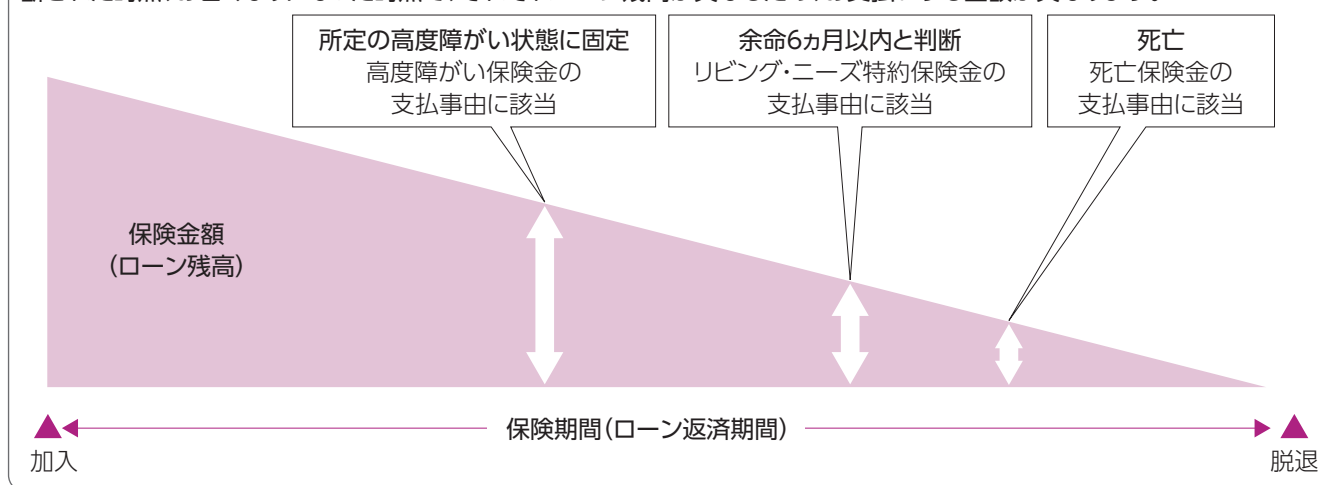 所定の高度障がい状態に固定
高度障がい保険金の
支払事由に該当
余命6ヵ月以内と判断
リビング・ニーズ特約保険金の
支払事由に該当
死亡
死亡保険金の
支払事由に該当
保険金額
（ローン残高）
保険期間（ローン返済期間）
加入
脱退